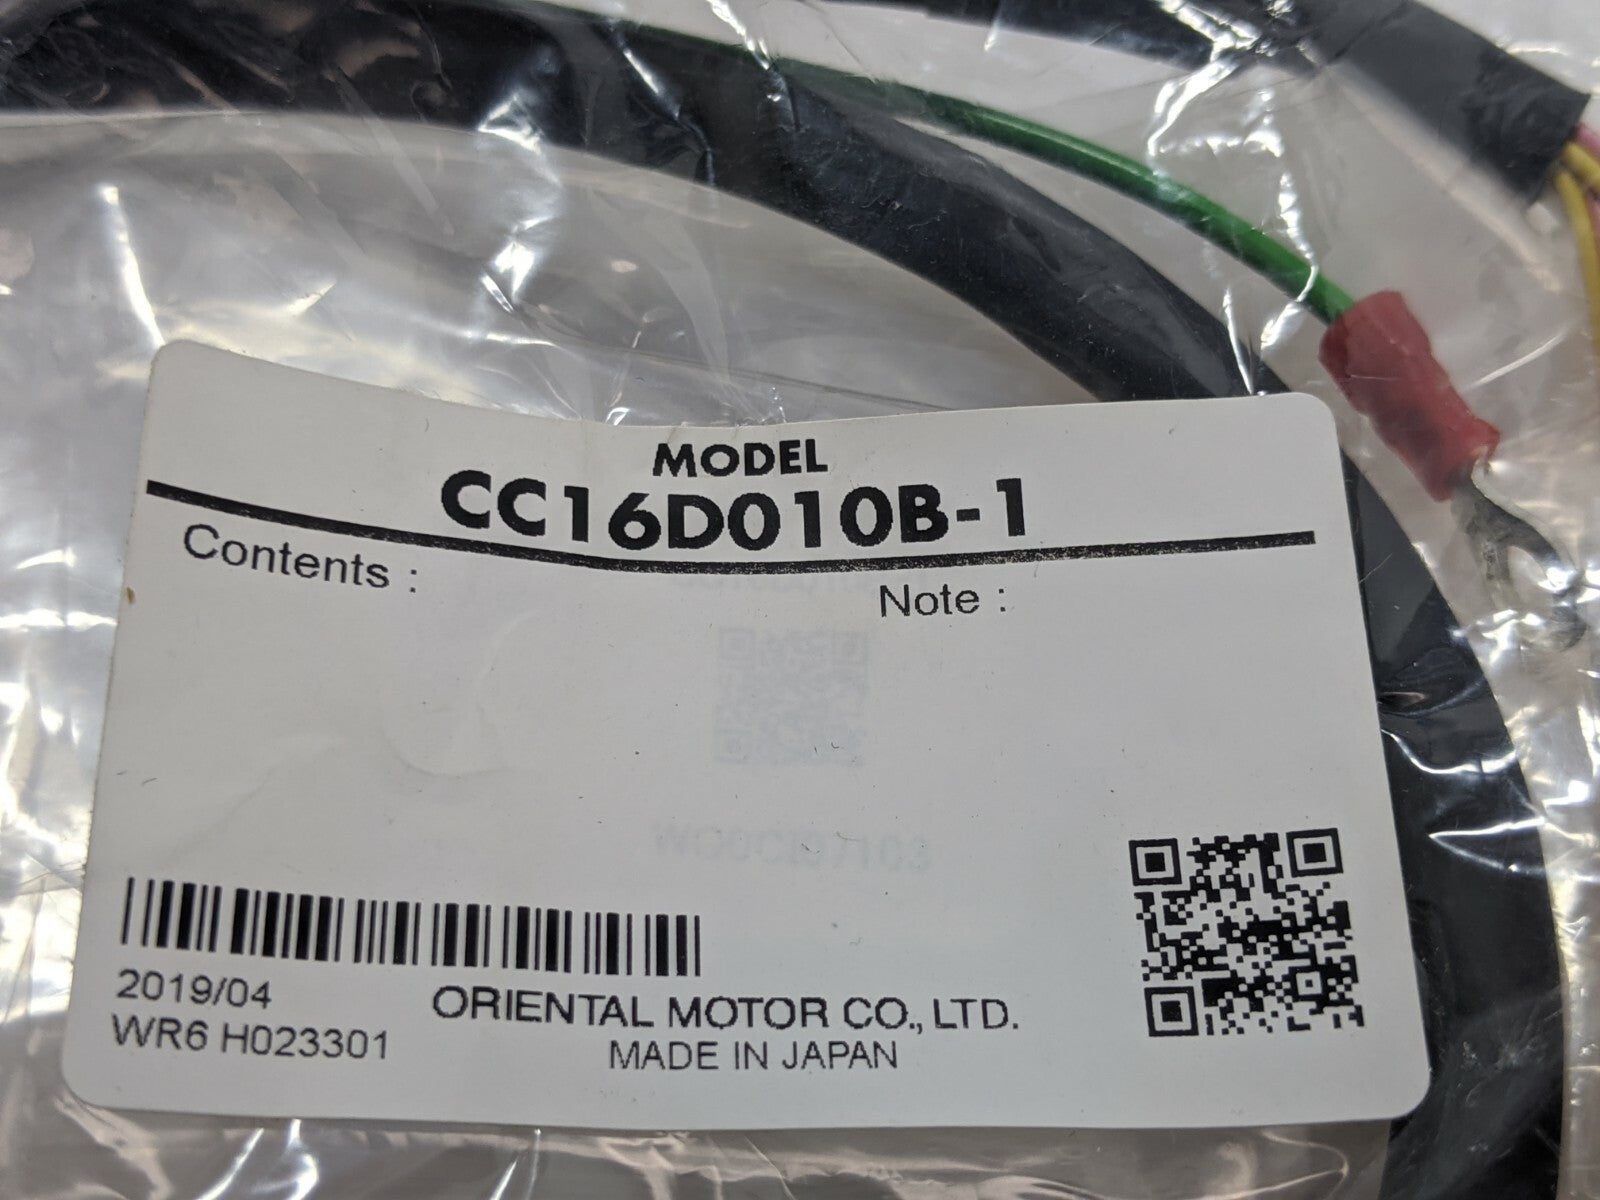 MODEL
CC16D010B-1
Contents :
Note :
2019/04
WR6 H023301
ORIENTAL MOTOR CO., LTD.
MADE IN JAPAN